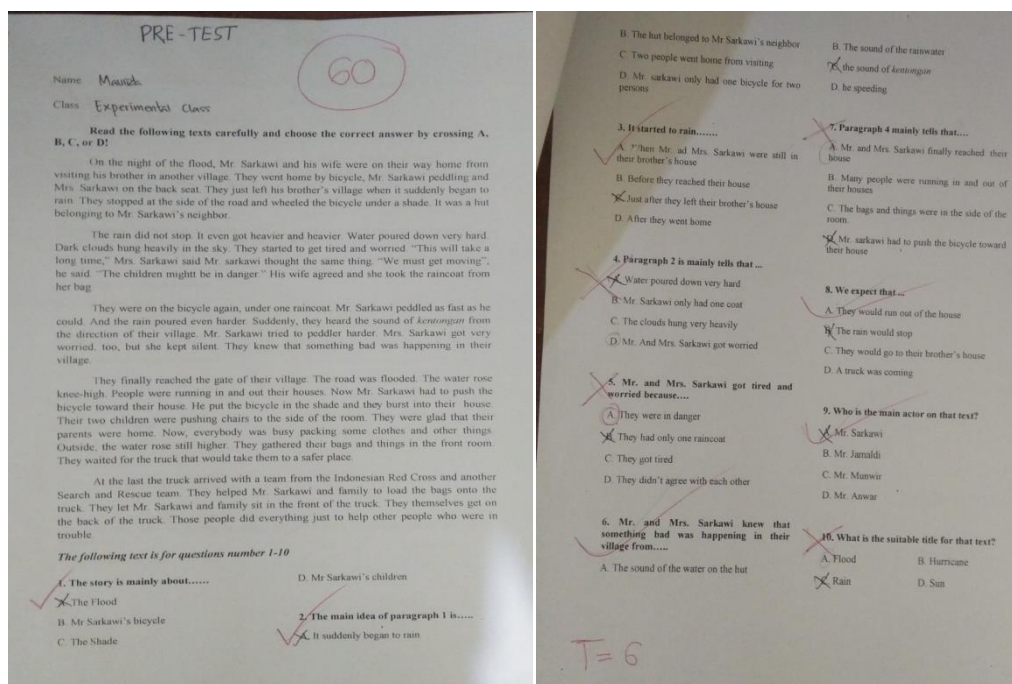 PRE-TEST
60
Name Mawida
Class Experimental Class
Read the following texts carefully and choose the correct answer by crossing A,
B, C, or D!
On the night of the flood, Mr. Sarkawi and his wife were on their way home from
visiting his brother in another village. They went home by bicycle, Mr. Sarkawi peddling and
Mrs. Sarkawi on the back seat. They just left his brother's village when it suddenly began to
rain. They stopped at the side of the road and wheeled the bicycle under a shade. It was a hut
belonging to Mr. Sarkawi's neighbor.
The rain did not stop. It even got heavier and heavier. Water poured down very hard.
Dark clouds hung heavily in the sky. They started to get tired and worried. "This will take a
long time," Mrs. Sarkawi said Mr. sarkawi thought the same thing. "We must get moving",
he said. "The children mightt be in danger." His wife agreed and she took the raincoat from
her bag.
They were on the bicycle again, under one raincoat. Mr. Sarkawi peddled as fast as he
could. And the rain poured even harder. Suddenly, they heard the sound of kentongan from
the direction of their village. Mr. Sarkawi tried to peddler harder. Mrs. Sarkawi got very
worried, too, but she kept silent. They knew that something bad was happening in their
village.
They finally reached the gate of their village. The road was flooded. The water rose
knee-high. People were running in and out their houses. Now Mr. Sarkawi had to push the
bicycle toward their house. He put the bicycle in the shade and they burst into their house.
Their two children were pushing chairs to the side of the room. They were glad that their
parents were home. Now, everybody was busy packing some clothes and other things.
Outside, the water rose still higher. They gathered their bags and things in the front room.
They waited for the truck that would take them to a safer place.
At the last the truck arrived with a team from the Indonesian Red Cross and another
Search and Rescue team. They helped Mr. Sarkawi and family to load the bags onto the
truck. They let Mr. Sarkawi and family sit in the front of the truck. They themselves get on
the back of the truck. Those people did everything just to help other people who were in
trouble.
The following text is for questions number 1-10
1. The story is mainly about......
A. The Flood
B. Mr Sarkawi's bicycle
C. The Shade
D. Mr Sarkawi's children
2. The main idea of paragraph 1 is.....
A. It suddenly began to rain
B. The hut belonged to Mr Sarkawi's neighbor
C. Two people went home from visiting
D. Mr. sarkawi only had one bicycle for two
persons
3. It started to rain.......
A. When Mr. ad Mrs. Sarkawi were still in
their brother's house
B. Before they reached their house
C. Just after they left their brother's house
D. After they went home
4. Paragraph 2 is mainly tells that ...
A. Water poured down very hard
B. Mr. Sarkawi only had one coat
C. The clouds hung very heavily
D. Mr. And Mrs. Sarkawi got worried
5. Mr. and Mrs. Sarkawi got tired and
worried because....
A. They were in danger
B. They had only one raincoat
C. They got tired
D. They didn't agree with each other
6. Mr. and Mrs. Sarkawi knew that
something bad was happening in their
village from.....
A. The sound of the water on the hut
B. The sound of the rainwater
C. the sound of kentongan
D. he speeding
7. Paragraph 4 mainly tells that....
A. Mr. and Mrs. Sarkawi finally reached their
house
B. Many people were running in and out of
their houses
C. The bags and things were in the side of the
room.
D. Mr. sarkawi had to push the bicycle toward
their house
8. We expect that ...
A. They would run out of the house
B. The rain would stop
C. They would go to their brother's house
D. A truck was coming
9. Who is the main actor on that text?
A. Mr. Sarkawi
B. Mr. Jamaldi
C. Mr. Munwir
D. Mr. Anwar
10. What is the suitable title for that text?
A. Flood B. Hurricane
C. Rain D. Sun
T = 6